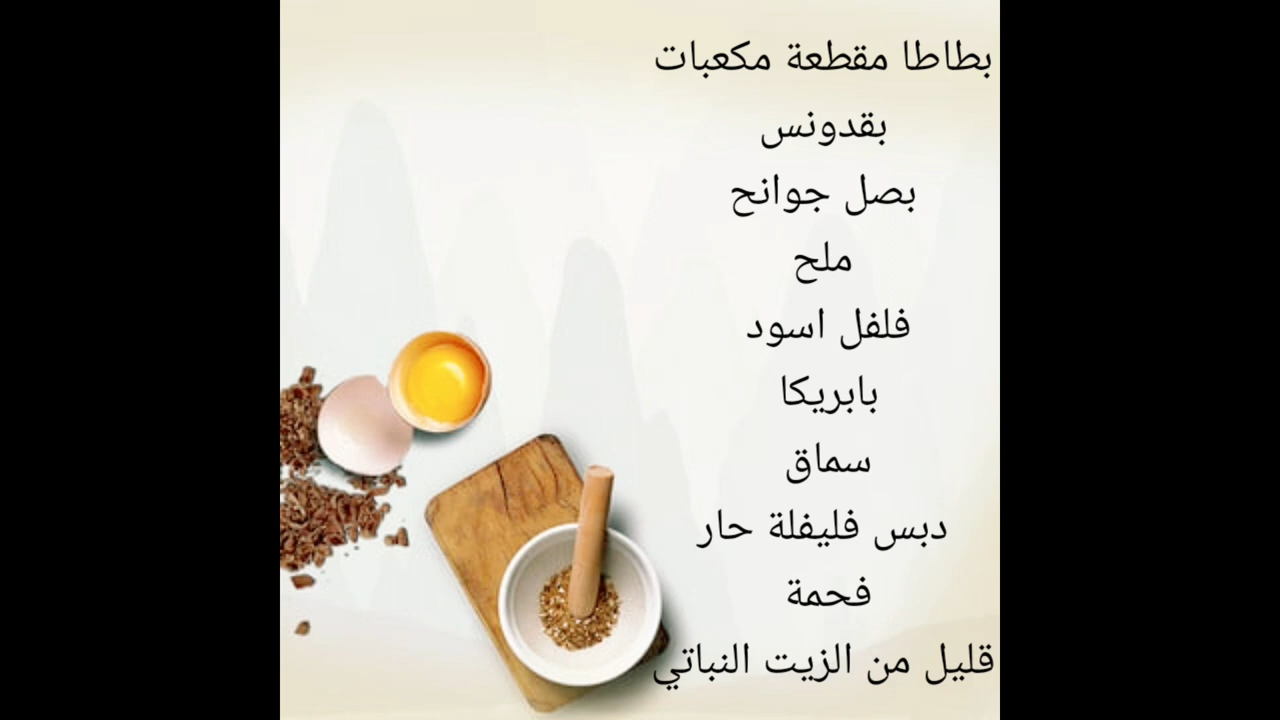 بطاطا مقطعة مكعبات
بقدونس
بصل جوانح
ملح
فلفل اسود
بابريكا
سماق
دبس فليفلة حار
فحمة
قليل من الزيت النباتي